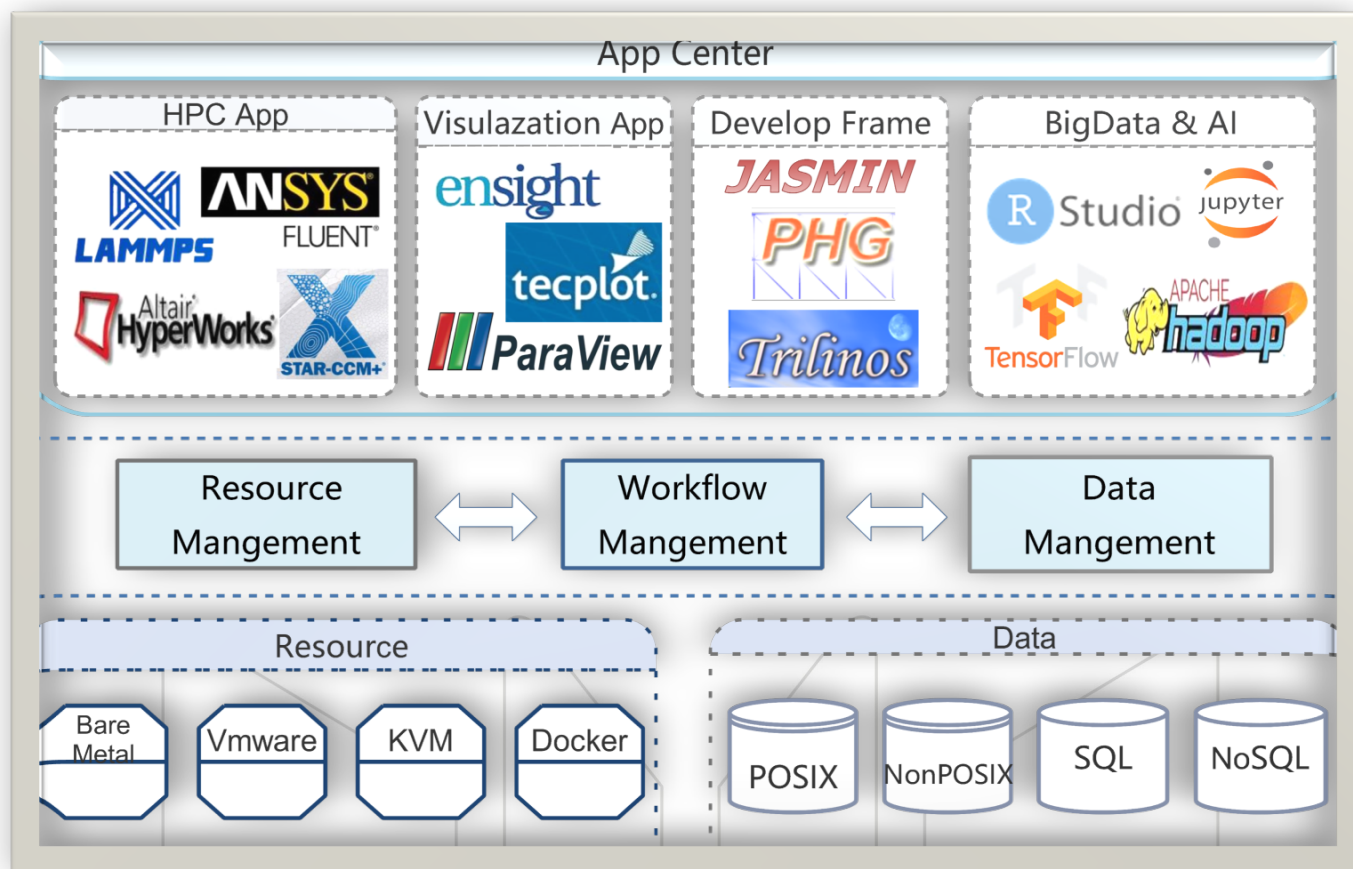 App Center
HPC App
LAMMPS
ANSYS®
FLUENT®
Altair®
HyperWorks®
STAR-CCM+®
Visulazation App
ensight
tecplot.
ParaView
Develop Frame
JASMIN
PHG
Trilinos
BigData & AI
R Studio®
jupyter
TensorFlow
APACHE
hadoop
Resource
Mangement
Workflow
Mangement
Data
Mangement
Resource
Bare
Metal
Vmware
KVM
Docker
Data
POSIX
NonPOSIX
SQL
NoSQL